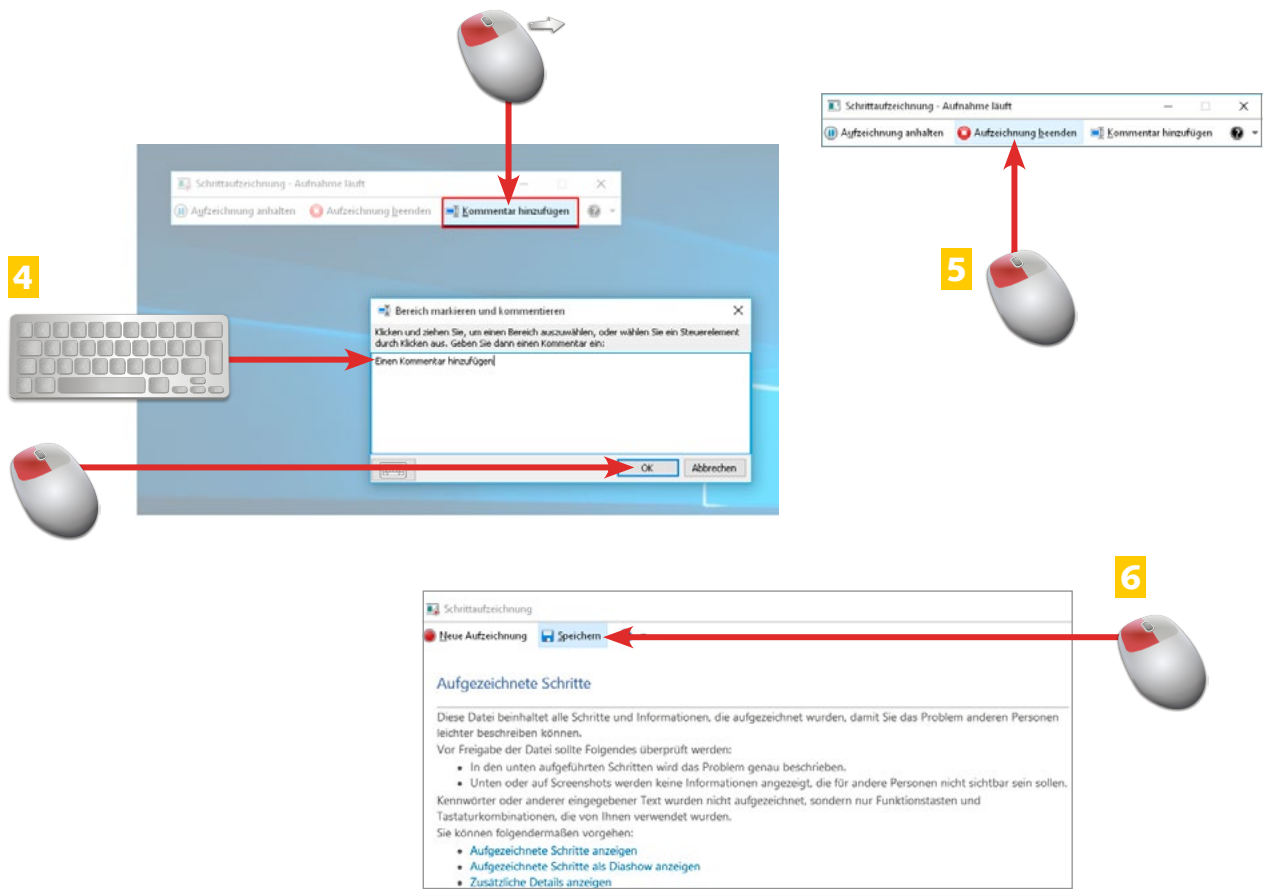 Schrittaufzeichnung - Aufnahme läuft
Aufzeichnung anhalten Aufzeichnung beenden Kommentar hinzufügen
4
Bereich markieren und kommentieren
Klicken und ziehen Sie, um einen Bereich auszuwählen, oder wählen Sie ein Steuerelement
durch Klicken aus. Geben Sie dann einen Kommentar ein:
Einen Kommentar hinzufügen
OK Abbrechen
Schrittaufzeichnung - Aufnahme läuft
Aufzeichnung anhalten Aufzeichnung beenden Kommentar hinzufügen
5
6
Schrittaufzeichnung
Neue Aufzeichnung Speichern
Aufgezeichnete Schritte
Diese Datei beinhaltet alle Schritte und Informationen, die aufgezeichnet wurden, damit Sie das Problem anderen Personen
leichter beschreiben können.
Vor Freigabe der Datei sollte Folgendes überprüft werden:
• In den unten aufgeführten Schritten wird das Problem genau beschrieben.
• Unten oder auf Screenshots werden keine Informationen angezeigt, die für andere Personen nicht sichtbar sein sollen.
Kennwörter oder anderer eingegebener Text wurden nicht aufgezeichnet, sondern nur Funktionstasten und
Tastaturkombinationen, die von Ihnen verwendet wurden.
Sie können folgendermaßen vorgehen:
• Aufgezeichnete Schritte anzeigen
• Aufgezeichnete Schritte als Diashow anzeigen
• Zusätzliche Details anzeigen